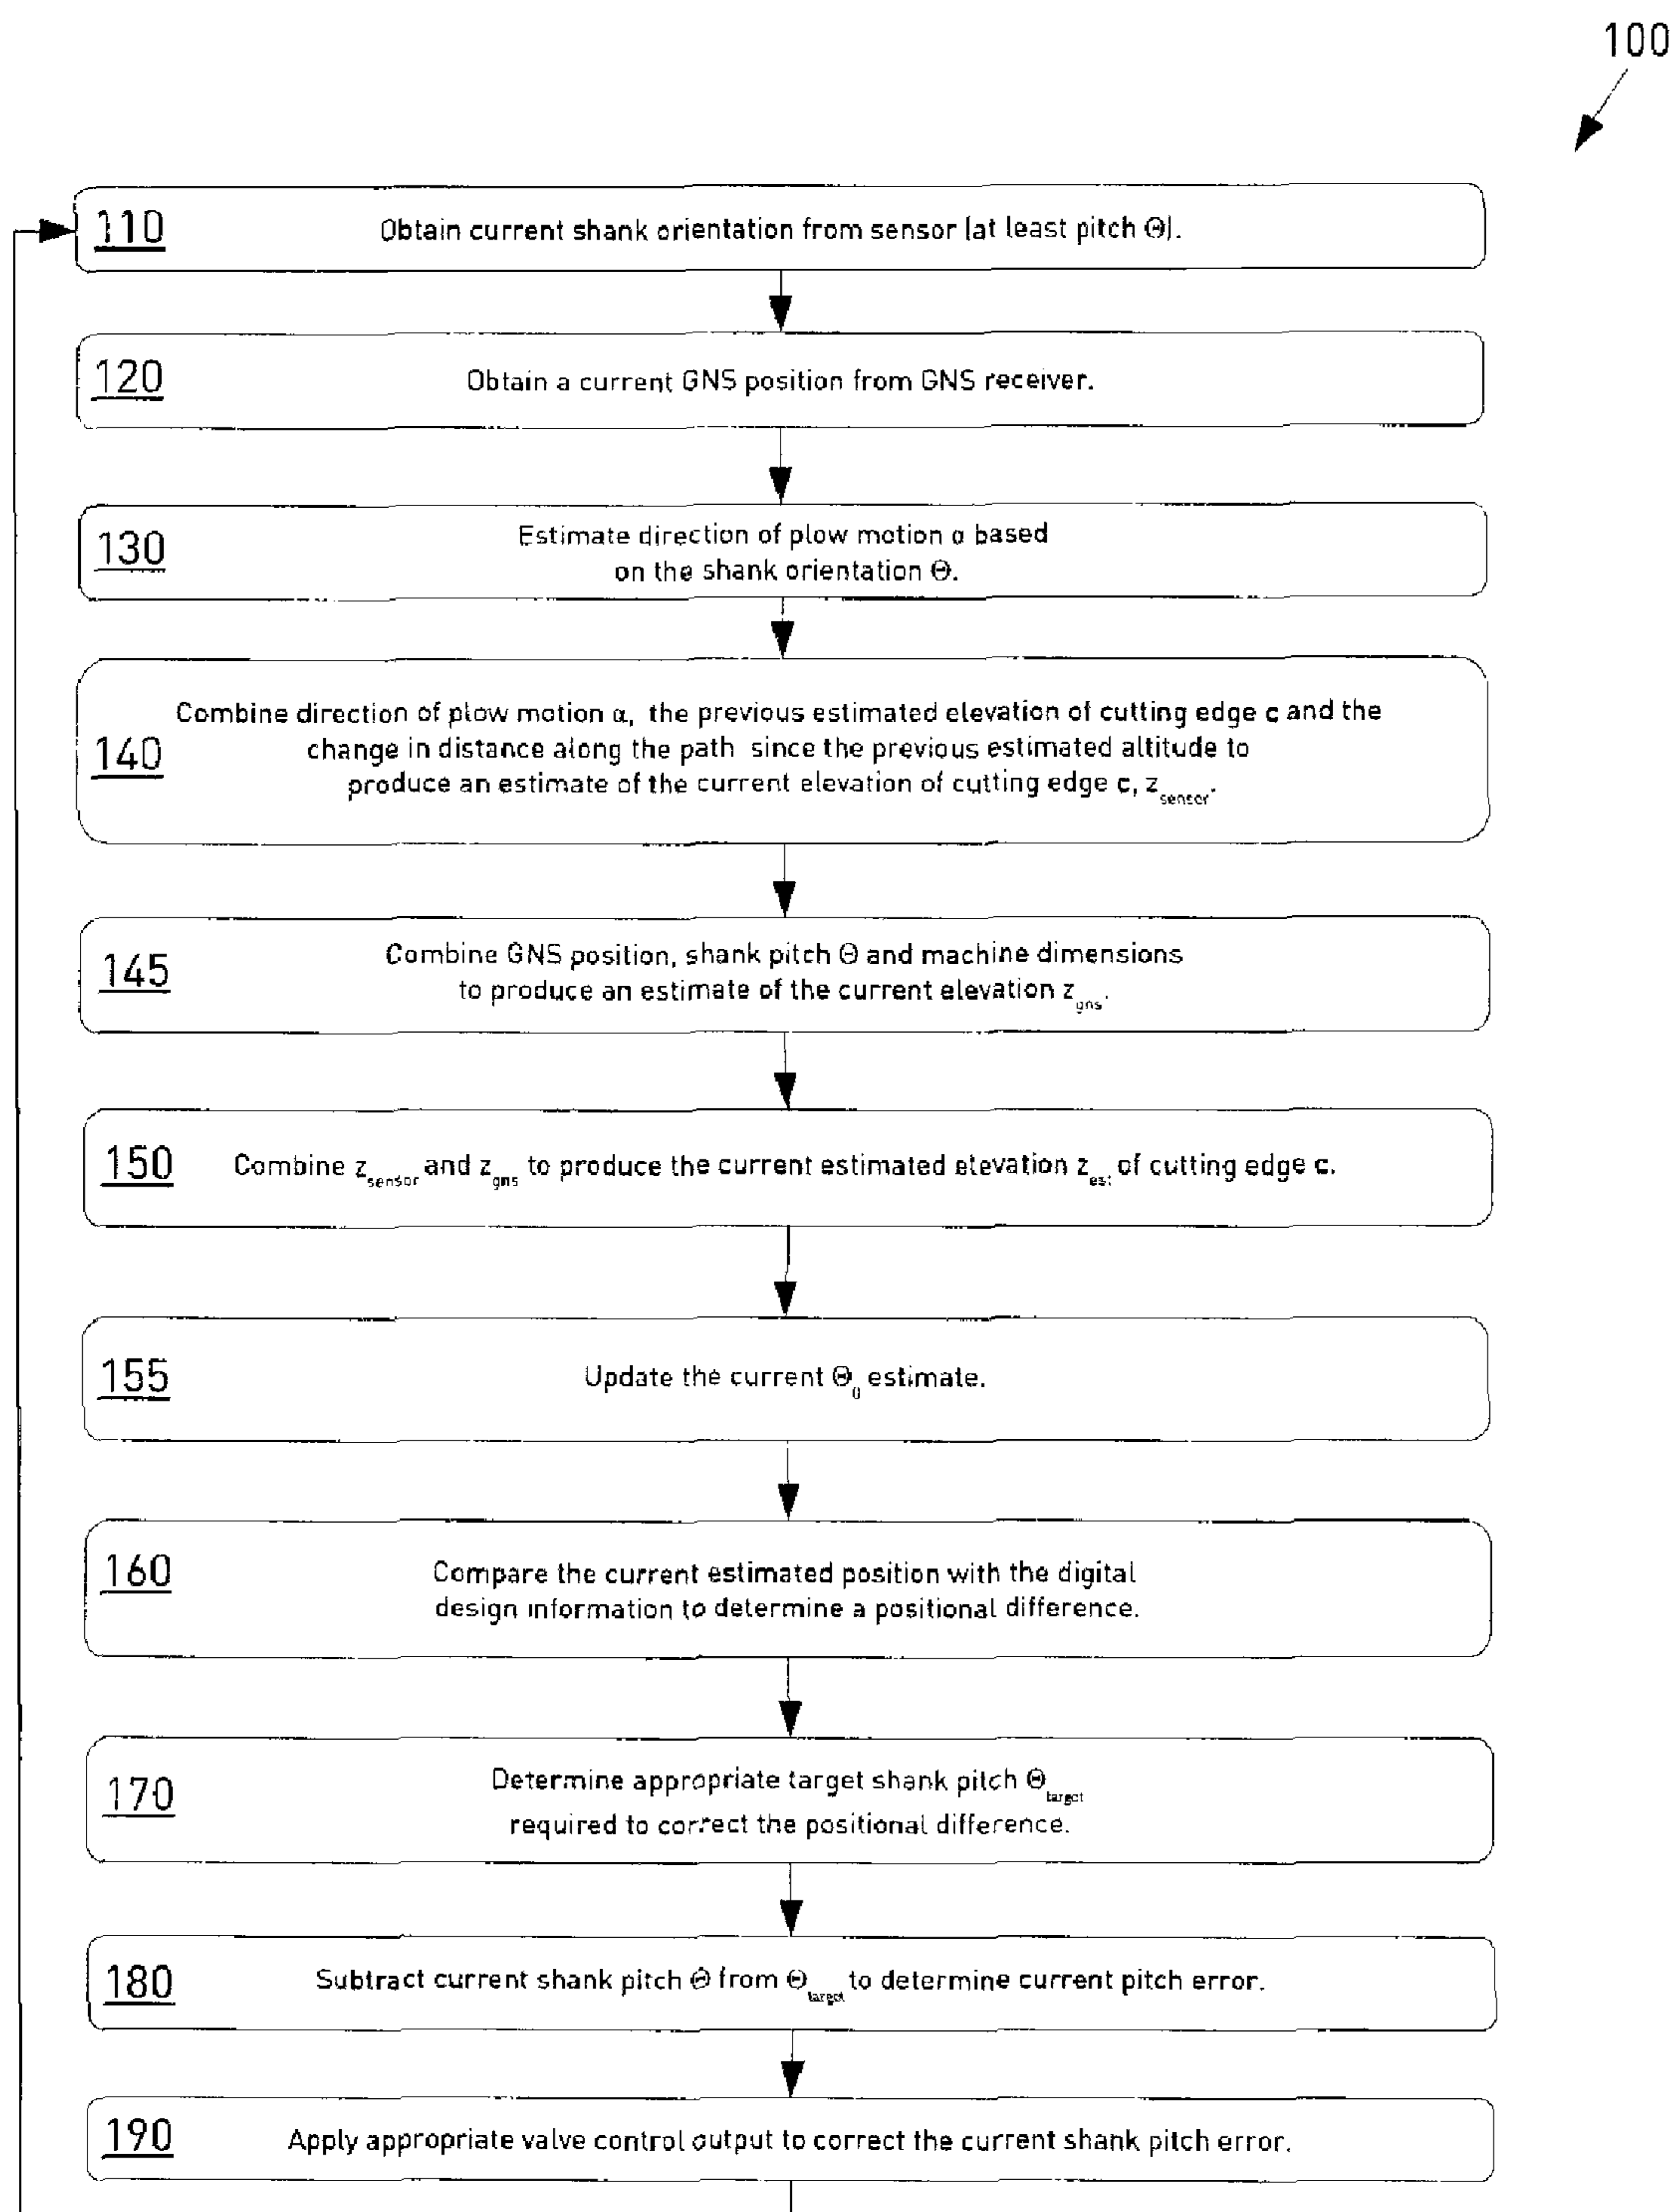 100
110
Obtain current shank orientation from sensor (at least pitch Θ).
120
Obtain a current GNS position from GNS receiver.
130
Estimate direction of plow motion α based
on the shank orientation Θ.
140
Combine direction of plow motion α, the previous estimated elevation of cutting edge c and the
change in distance along the path since the previous estimated altitude to
produce an estimate of the current elevation of cutting edge c, z_sensor.
145
Combine GNS position, shank pitch Θ and machine dimensions
to produce an estimate of the current elevation z_gns.
150
Combine z_sensor and z_gns to produce the current estimated elevation z_est of cutting edge c.
155
Update the current Θ_0 estimate.
160
Compare the current estimated position with the digital
design information to determine a positional difference.
170
Determine appropriate target shank pitch Θ_target
required to correct the positional difference.
180
Subtract current shank pitch Θ from Θ_target to determine current pitch error.
190
Apply appropriate valve control output to correct the current shank pitch error.